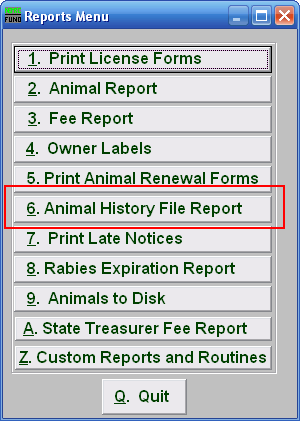 FUND
Reports Menu
1. Print License Forms
2. Animal Report
3. Fee Report
4. Owner Labels
5. Print Animal Renewal Forms
6. Animal History File Report
7. Print Late Notices
8. Rabies Expiration Report
9. Animals to Disk
A. State Treasurer Fee Report
Z. Custom Reports and Routines
Q. Quit